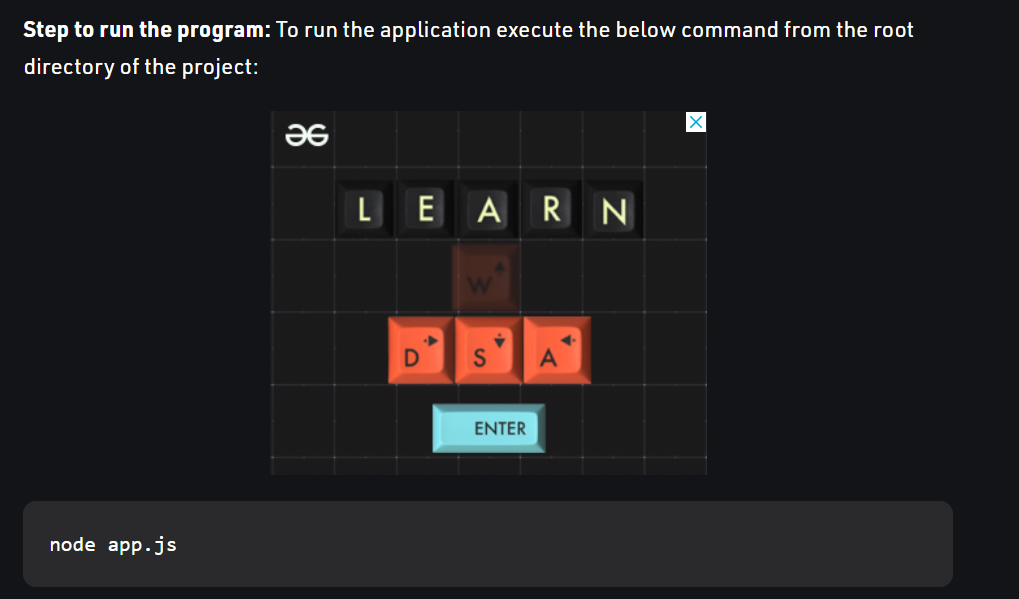 Step to run the program: To run the application execute the below command from the root
directory of the project:
LEARN
W
D S A
ENTER
node app.js